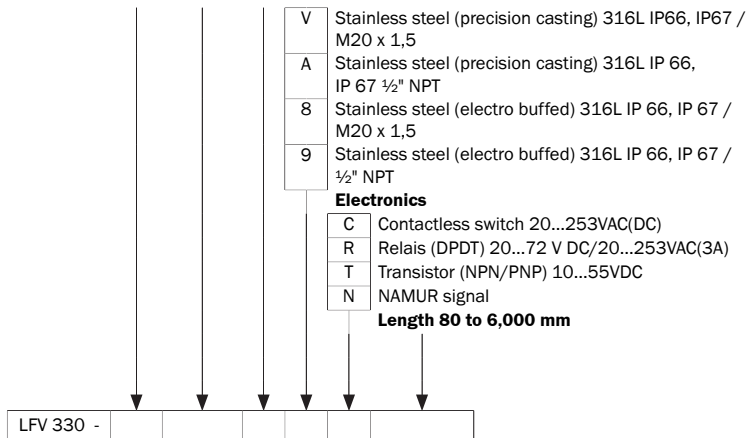 V Stainless steel (precision casting) 316L IP66, IP67 /
M20 x 1,5
A Stainless steel (precision casting) 316L IP 66,
IP 67 ½" NPT
8 Stainless steel (electro buffed) 316L IP 66, IP 67 /
M20 x 1,5
9 Stainless steel (electro buffed) 316L IP 66, IP 67 /
½" NPT
Electronics
C Contactless switch 20...253VAC(DC)
R Relais (DPDT) 20...72 V DC/20...253VAC(3A)
T Transistor (NPN/PNP) 10...55VDC
N NAMUR signal
Length 80 to 6,000 mm
LFV 330 -